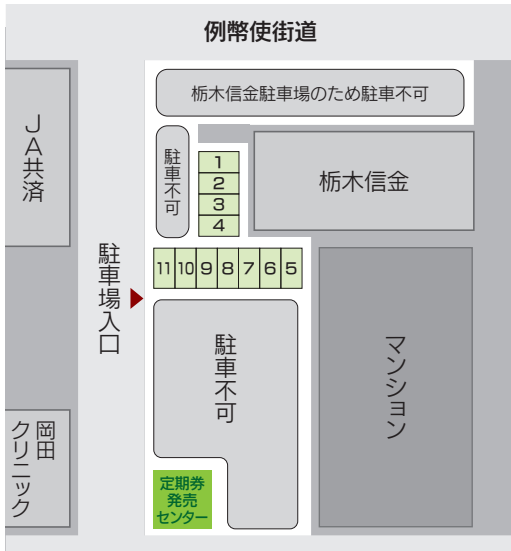 例幣使街道
栃木信金駐車場のため駐車不可
JA共済
駐車不可
1
2
3
4
栃木信金
駐車場入口
11 10 9 8 7 6 5
駐車不可
マンション
岡田
クリニック
定期券
発売
センター